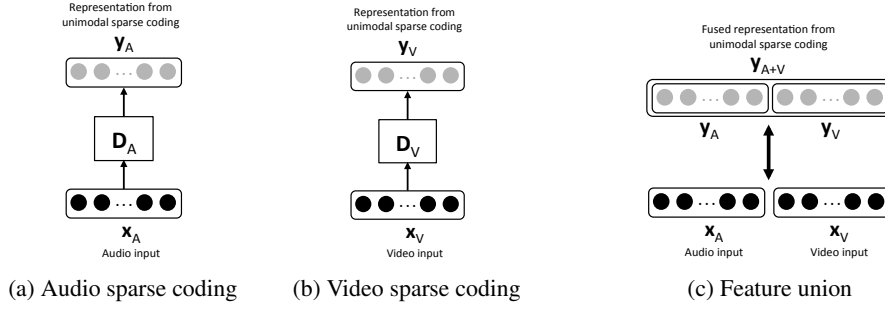 Representation from
unimodal sparse coding
y_A
D_A
x_A
Audio input
(a) Audio sparse coding
Representation from
unimodal sparse coding
y_V
D_V
x_V
Video input
(b) Video sparse coding
Fused representation from
unimodal sparse coding
y_A+V
y_A y_V
x_A x_V
Audio input Video input
(c) Feature union